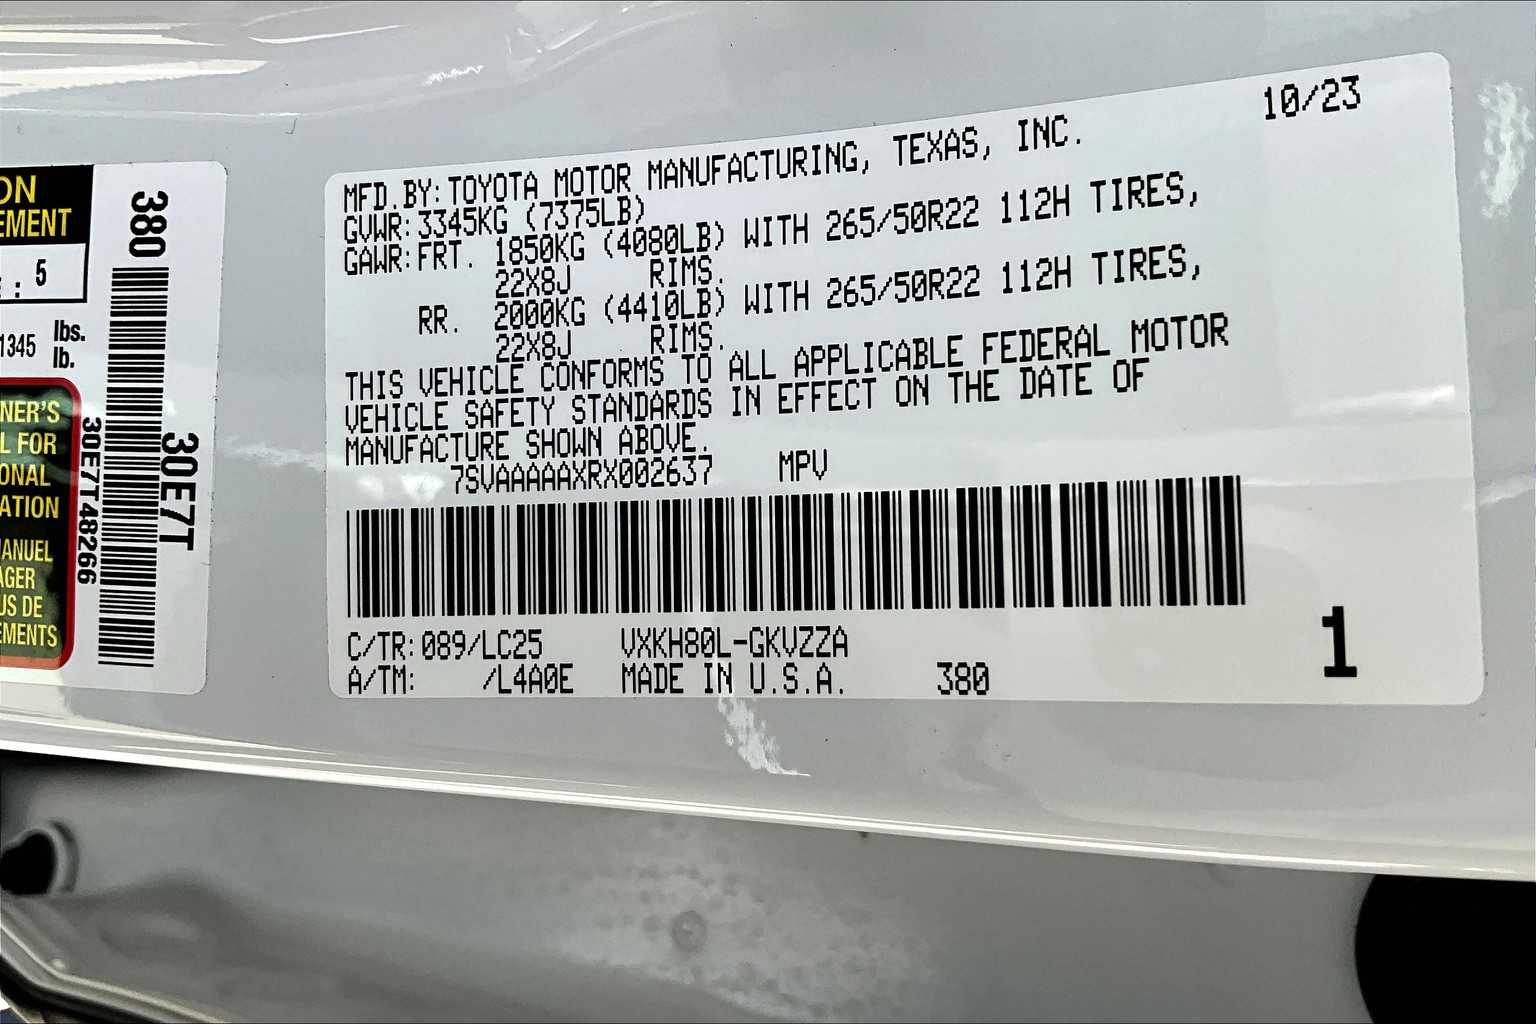 ON
EMENT
: 5
1345 lbs.
lb.
NER'S
L FOR
ONAL
ATION
ANUEL
AGER
US DE
EMENTS
380
30E7T
30E7T48266
10/23
MFD.BY:TOYOTA MOTOR MANUFACTURING, TEXAS, INC.
GVWR:3345KG (7375LB)
GAWR:FRT. 1850KG (4080LB) WITH 265/50R22 112H TIRES,
22X8J RIMS.
RR. 2000KG (4410LB) WITH 265/50R22 112H TIRES,
22X8J RIMS.
THIS VEHICLE CONFORMS TO ALL APPLICABLE FEDERAL MOTOR
VEHICLE SAFETY STANDARDS IN EFFECT ON THE DATE OF
MANUFACTURE SHOWN ABOVE.
7SVAAAAAXRX002637 MPV
C/TR:089/LC25 VXKH80L-GKVZZA
A/TM: /L4A0E MADE IN U.S.A. 380
1